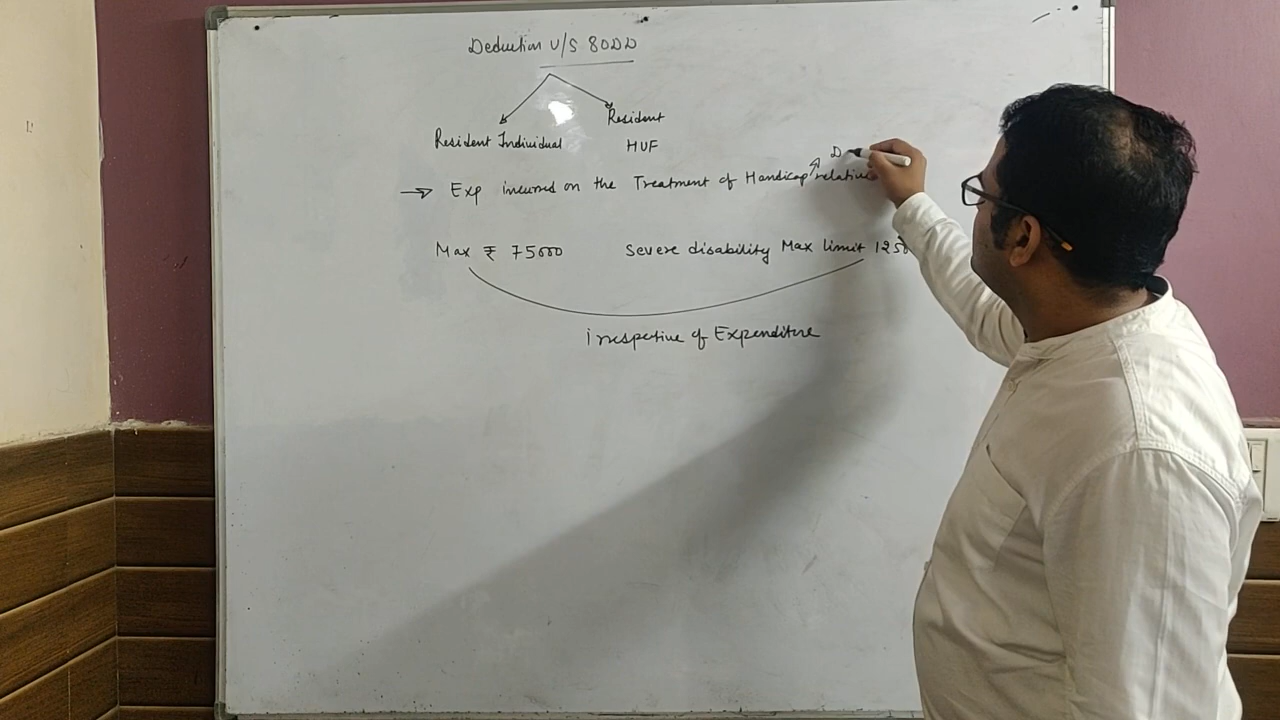 Deduction U/S 80DD
Resident Individual
Resident
HUF
D
→ Exp incurred on the Treatment of Handicap relative
Max ₹ 75000 Severe disability Max limit 1250
Irrespective of Expenditure